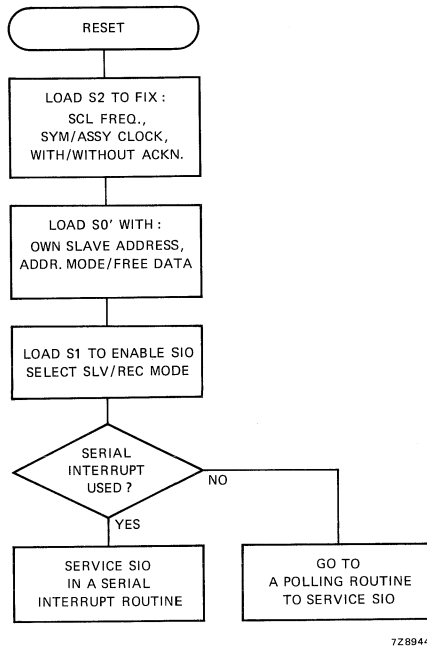 RESET
LOAD S2 TO FIX :
SCL FREQ.,
SYM/ASSY CLOCK,
WITH/WITHOUT ACKN.
LOAD S0' WITH :
OWN SLAVE ADDRESS,
ADDR. MODE/FREE DATA
LOAD S1 TO ENABLE SIO
SELECT SLV/REC MODE
SERIAL
INTERRUPT
USED ?
NO
YES
SERVICE SIO
IN A SERIAL
INTERRUPT ROUTINE
GO TO
A POLLING ROUTINE
TO SERVICE SIO
7Z8944